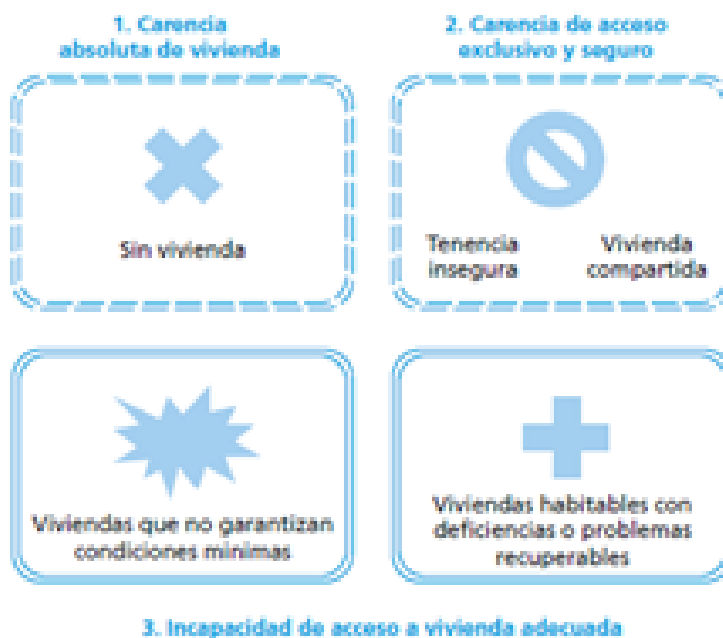 1. Carencia
absoluta de vivienda
2. Carencia de acceso
exclusivo y seguro
Sin vivienda
Tenencia
insegura
Vivienda
compartida
Viviendas que no garantizan
condiciones mínimas
Viviendas habitables con
deficiencias o problemas
recuperables
3. Incapacidad de acceso a vivienda adecuada